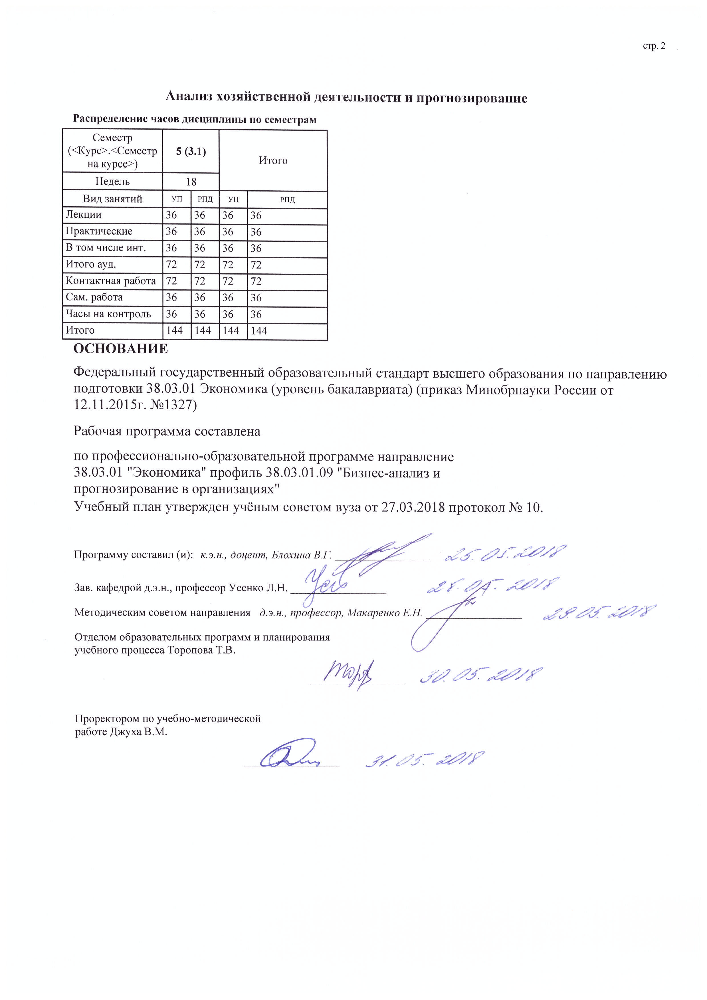 стр. 2
Анализ хозяйственной деятельности и прогнозирование
Распределение часов дисциплины по семестрам
Семестр
(<Курс>.<Семестр
на курсе>)
5 (3.1)
Итого
Недель 18
Вид занятий УП РПД УП РПД
Лекции 36 36 36 36
Практические 36 36 36 36
В том числе инт. 36 36 36 36
Итого ауд. 72 72 72 72
Контактная работа 72 72 72 72
Сам. работа 36 36 36 36
Часы на контроль 36 36 36 36
Итого 144 144 144 144
ОСНОВАНИЕ
Федеральный государственный образовательный стандарт высшего образования по направлению
подготовки 38.03.01 Экономика (уровень бакалавриата) (приказ Минобрнауки России от
12.11.2015г. №1327)
Рабочая программа составлена
по профессионально-образовательной программе направление
38.03.01 "Экономика" профиль 38.03.01.09 "Бизнес-анализ и
прогнозирование в организациях"
Учебный план утвержден учёным советом вуза от 27.03.2018 протокол № 10.
Программу составил (и): к.э.н., доцент, Блохина В.Г. 25.05.2018
Зав. кафедрой д.э.н., профессор Усенко Л.Н. 28.05.2018
Методическим советом направления д.э.н., профессор, Макаренко Е.Н. 29.05.2018
Отделом образовательных программ и планирования
учебного процесса Торопова Т.В.
30.05.2018
Проректором по учебно-методической
работе Джуха В.М.
31.05.2018